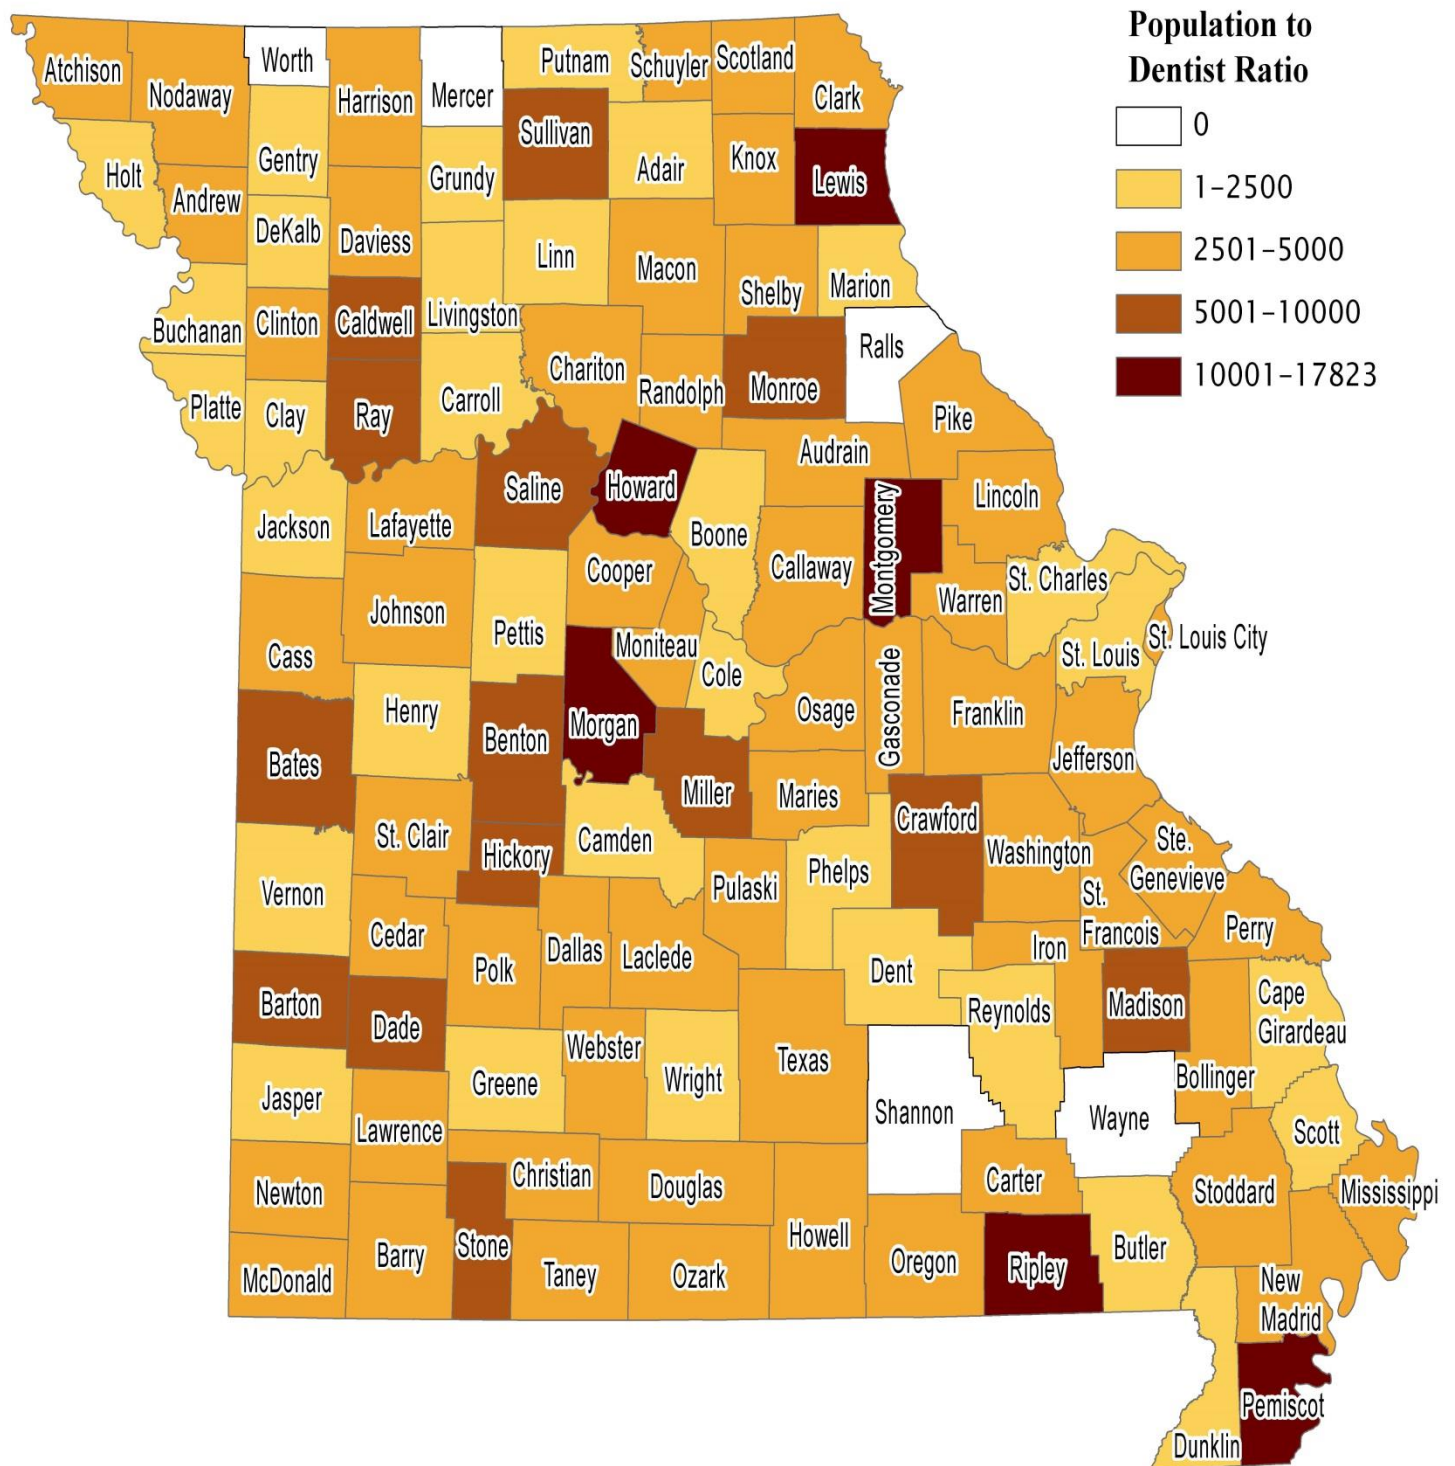 Population to
Dentist Ratio
0
1-2500
2501-5000
5001-10000
10001-17823
Atchison
Nodaway
Worth
Harrison
Mercer
Putnam
Schuyler
Scotland
Clark
Holt
Andrew
Gentry
DeKalb
Daviess
Grundy
Sullivan
Adair
Knox
Lewis
Linn
Macon
Shelby
Marion
Buchanan
Clinton
Caldwell
Livingston
Chariton
Randolph
Monroe
Ralls
Platte
Clay
Ray
Carroll
Pike
Audrain
Saline
Howard
Boone
Lincoln
Jackson
Lafayette
Cooper
Callaway
Montgomery
Warren
St. Charles
St. Louis City
St. Louis
Johnson
Pettis
Moniteau
Cole
Cass
Henry
Benton
Morgan
Osage
Gasconade
Franklin
Jefferson
Bates
Miller
Maries
St. Clair
Hickory
Camden
Crawford
Washington
Ste.
Genevieve
Vernon
Pulaski
Phelps
St.
Francois
Perry
Cedar
Polk
Dallas
Laclede
Dent
Iron
Barton
Dade
Reynolds
Madison
Cape
Girardeau
Jasper
Greene
Webster
Wright
Texas
Bollinger
Lawrence
Shannon
Wayne
Scott
Newton
Christian
Douglas
Carter
Stoddard
Mississippi
McDonald
Barry
Stone
Taney
Ozark
Howell
Oregon
Ripley
Butler
New
Madrid
Pemiscot
Dunklin